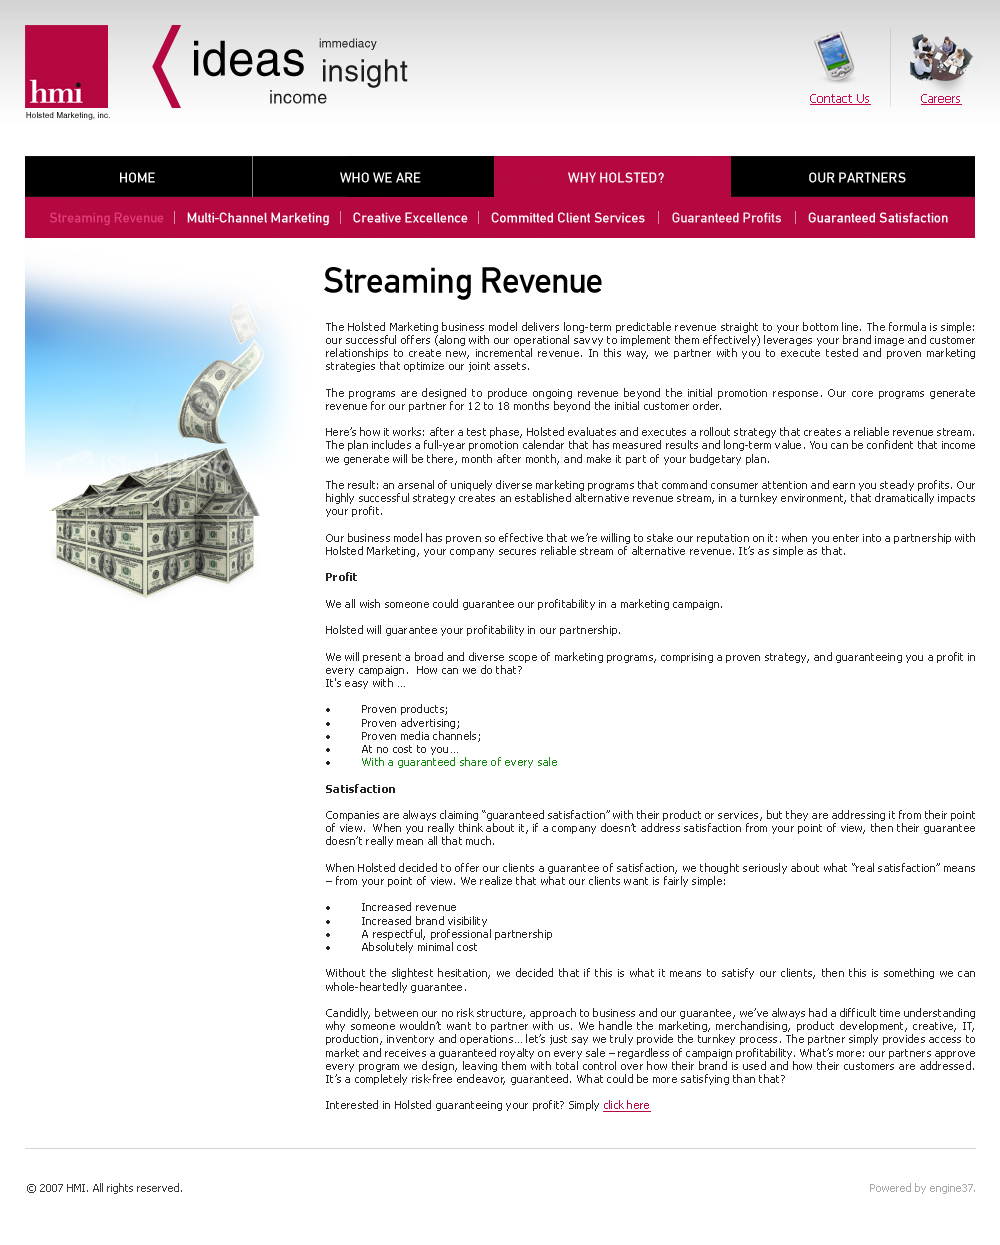 hmi
Holsted Marketing, inc.
ideas
immediacy
insight
income
Contact Us
Careers
HOME
WHO WE ARE
WHY HOLSTED?
OUR PARTNERS
Streaming Revenue
Multi-Channel Marketing
Creative Excellence
Committed Client Services
Guaranteed Profits
Guaranteed Satisfaction
Streaming Revenue
The Holsted Marketing business model delivers long-term predictable revenue straight to your bottom line. The formula is simple:
our successful offers (along with our operational savvy to implement them effectively) leverages your brand image and customer
relationships to create new, incremental revenue. In this way, we partner with you to execute tested and proven marketing
strategies that optimize our joint assets.
The programs are designed to produce ongoing revenue beyond the initial promotion response. Our core programs generate
revenue for our partner for 12 to 18 months beyond the initial customer order.
Here's how it works: after a test phase, Holsted evaluates and executes a rollout strategy that creates a reliable revenue stream.
The plan includes a full-year promotion calendar that has measured results and long-term value. You can be confident that income
we generate will be there, month after month, and make it part of your budgetary plan.
The result: an arsenal of uniquely diverse marketing programs that command consumer attention and earn you steady profits. Our
highly successful strategy creates an established alternative revenue stream, in a turnkey environment, that dramatically impacts
your profit.
Our business model has proven so effective that we're willing to stake our reputation on it: when you enter into a partnership with
Holsted Marketing, your company secures reliable stream of alternative revenue. It's as simple as that.
Profit
We all wish someone could guarantee our profitability in a marketing campaign.
Holsted will guarantee your profitability in our partnership.
We will present a broad and diverse scope of marketing programs, comprising a proven strategy, and guaranteeing you a profit in
every campaign. How can we do that?
It's easy with ...
• Proven products;
• Proven advertising;
• Proven media channels;
• At no cost to you...
• With a guaranteed share of every sale
Satisfaction
Companies are always claiming "guaranteed satisfaction" with their product or services, but they are addressing it from their point
of view. When you really think about it, if a company doesn't address satisfaction from your point of view, then their guarantee
doesn't really mean all that much.
When Holsted decided to offer our clients a guarantee of satisfaction, we thought seriously about what "real satisfaction" means
– from your point of view. We realize that what our clients want is fairly simple:
• Increased revenue
• Increased brand visibility
• A respectful, professional partnership
• Absolutely minimal cost
Without the slightest hesitation, we decided that if this is what it means to satisfy our clients, then this is something we can
whole-heartedly guarantee.
Candidly, between our no risk structure, approach to business and our guarantee, we've always had a difficult time understanding
why someone wouldn't want to partner with us. We handle the marketing, merchandising, product development, creative, IT,
production, inventory and operations... let's just say we truly provide the turnkey process. The partner simply provides access to
market and receives a guaranteed royalty on every sale – regardless of campaign profitability. What's more: our partners approve
every program we design, leaving them with total control over how their brand is used and how their customers are addressed.
It's a completely risk-free endeavor, guaranteed. What could be more satisfying than that?
Interested in Holsted guaranteeing your profit? Simply click here
© 2007 HMI. All rights reserved.
Powered by engine37.